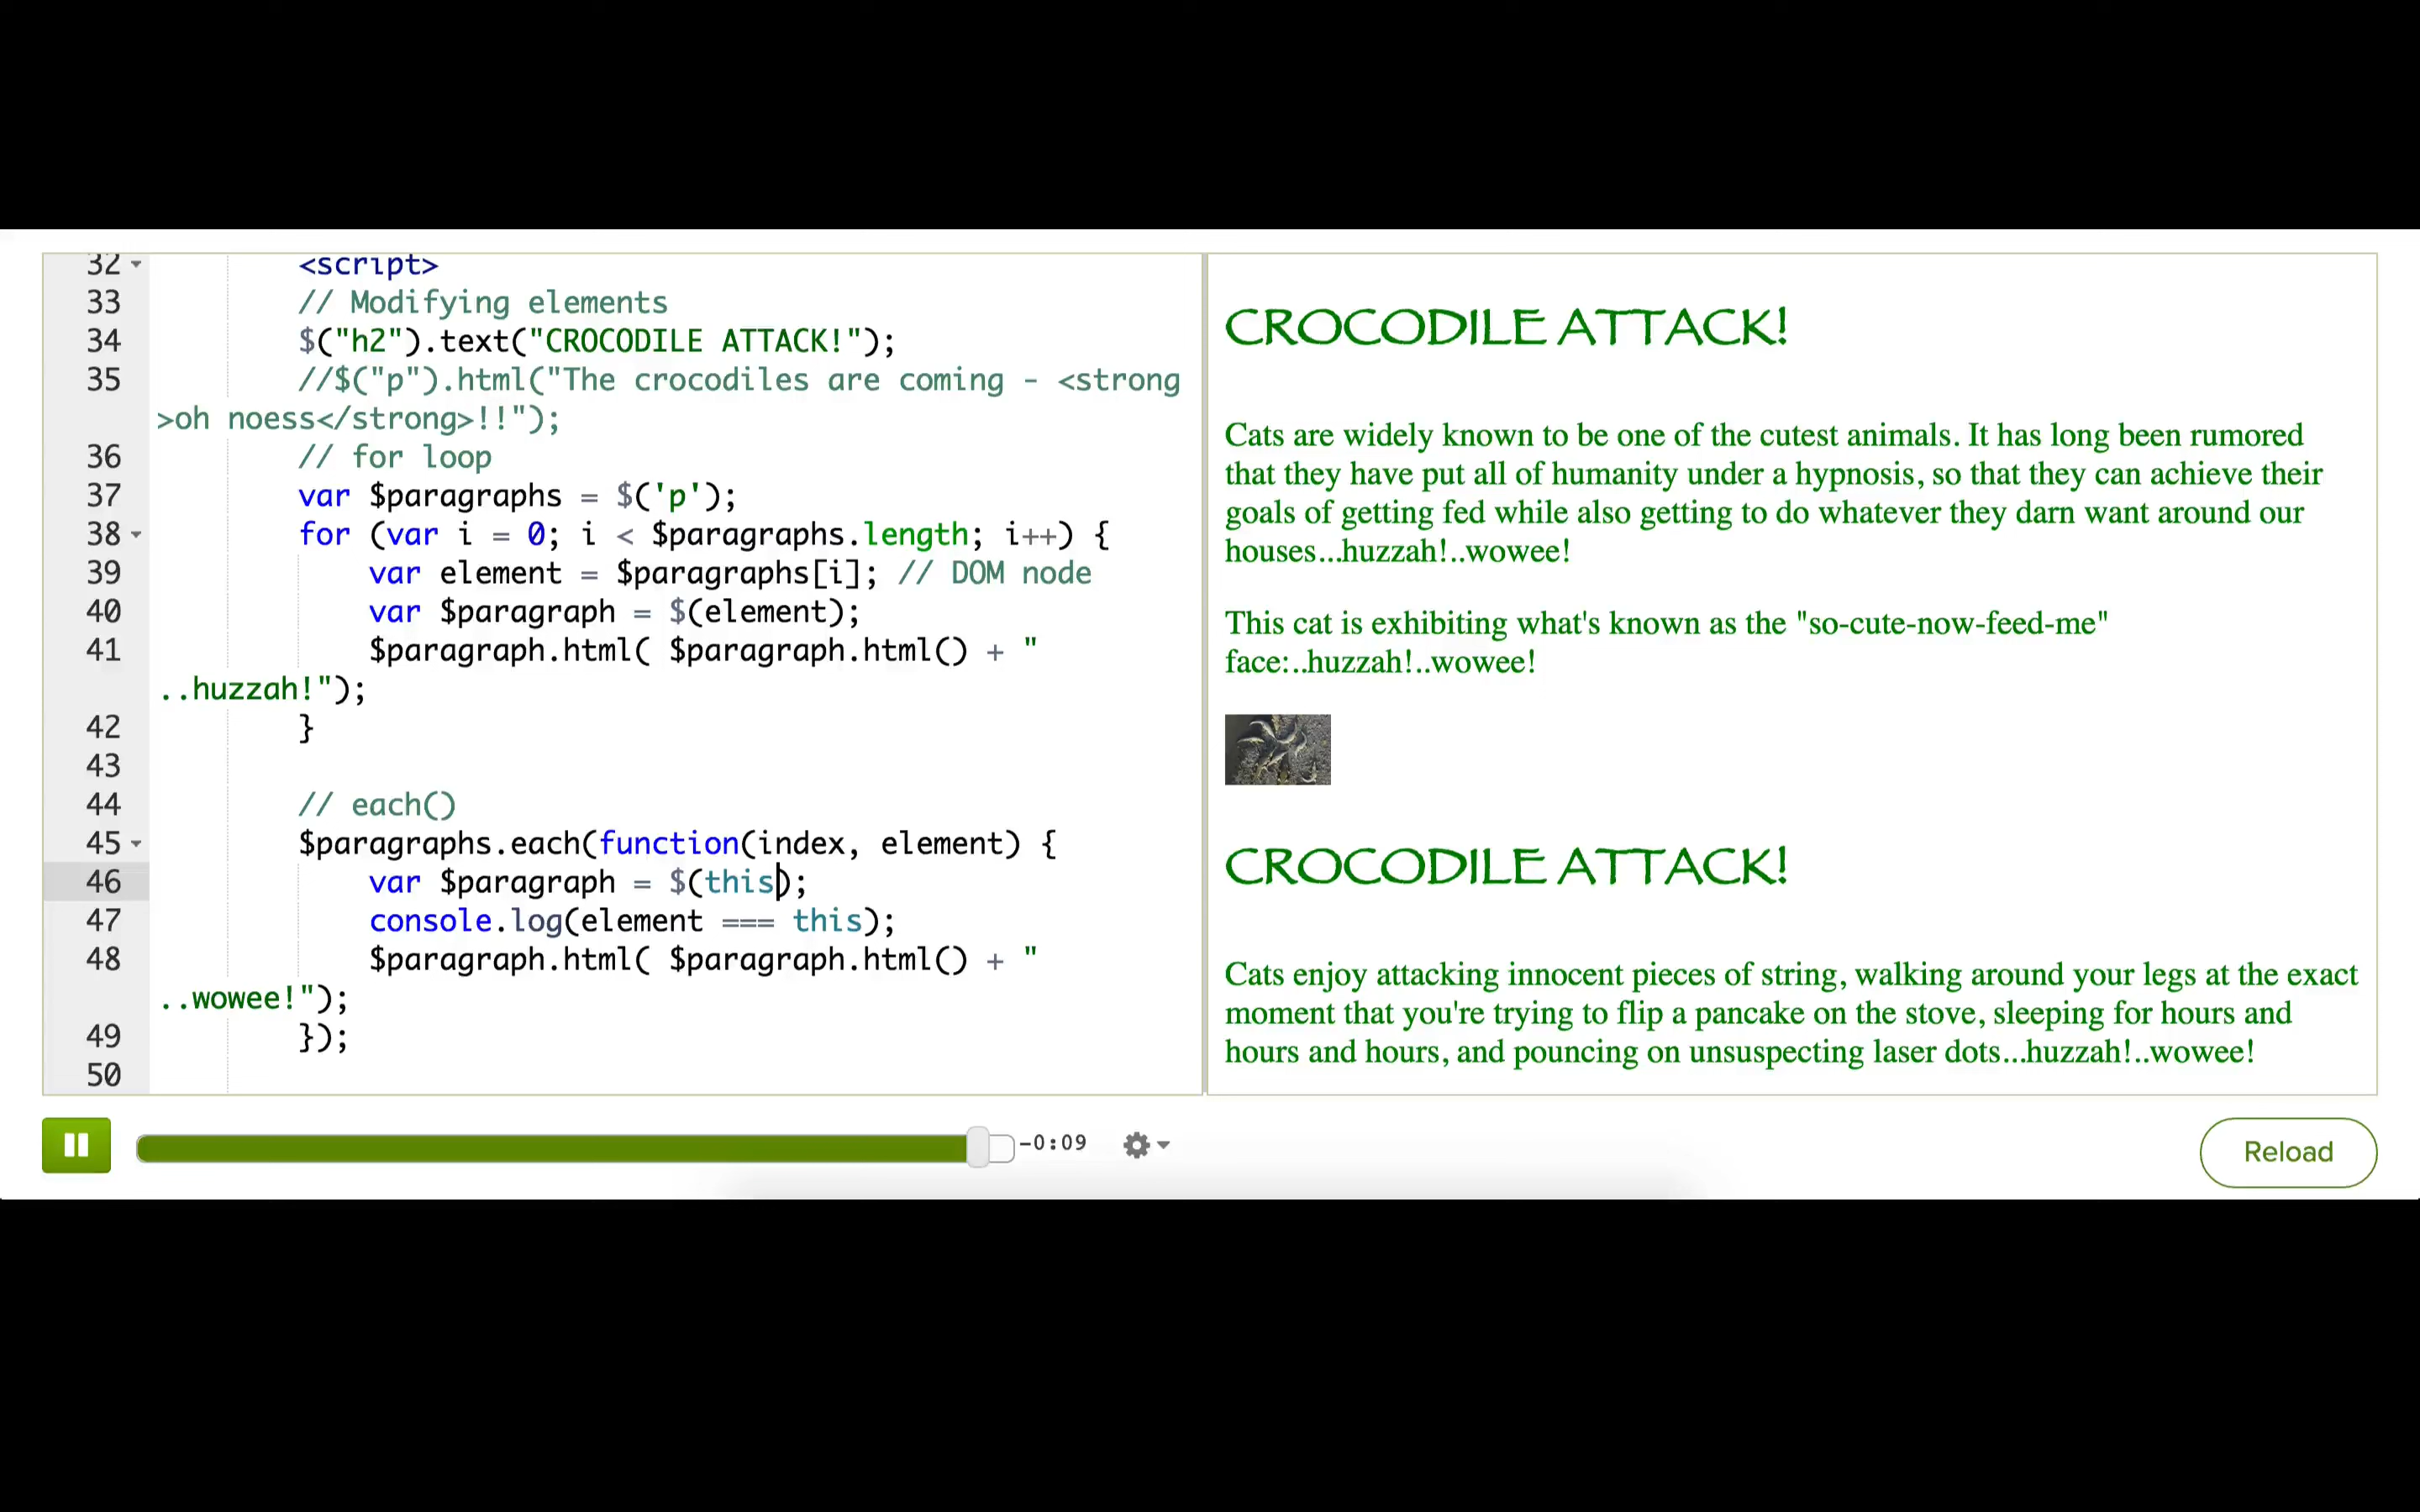 32 <script>
33 // Modifying elements
34 $("h2").text("CROCODILE ATTACK!");
35 //$("p").html("The crocodiles are coming - <strong
>oh noess</strong>!!");
36 // for loop
37 var $paragraphs = $('p');
38 for (var i = 0; i < $paragraphs.length; i++) {
39 var element = $paragraphs[i]; // DOM node
40 var $paragraph = $(element);
41 $paragraph.html( $paragraph.html() + "
..huzzah!");
42 }
43
44 // each()
45 $paragraphs.each(function(index, element) {
46 var $paragraph = $(this);
47 console.log(element === this);
48 $paragraph.html( $paragraph.html() + "
..wowee!");
49 });
50
CROCODILE ATTACK!
Cats are widely known to be one of the cutest animals. It has long been rumored
that they have put all of humanity under a hypnosis, so that they can achieve their
goals of getting fed while also getting to do whatever they darn want around our
houses...huzzah!..wowee!
This cat is exhibiting what's known as the "so-cute-now-feed-me"
face:..huzzah!..wowee!
CROCODILE ATTACK!
Cats enjoy attacking innocent pieces of string, walking around your legs at the exact
moment that you're trying to flip a pancake on the stove, sleeping for hours and
hours and hours, and pouncing on unsuspecting laser dots...huzzah!..wowee!
-0:09
Reload